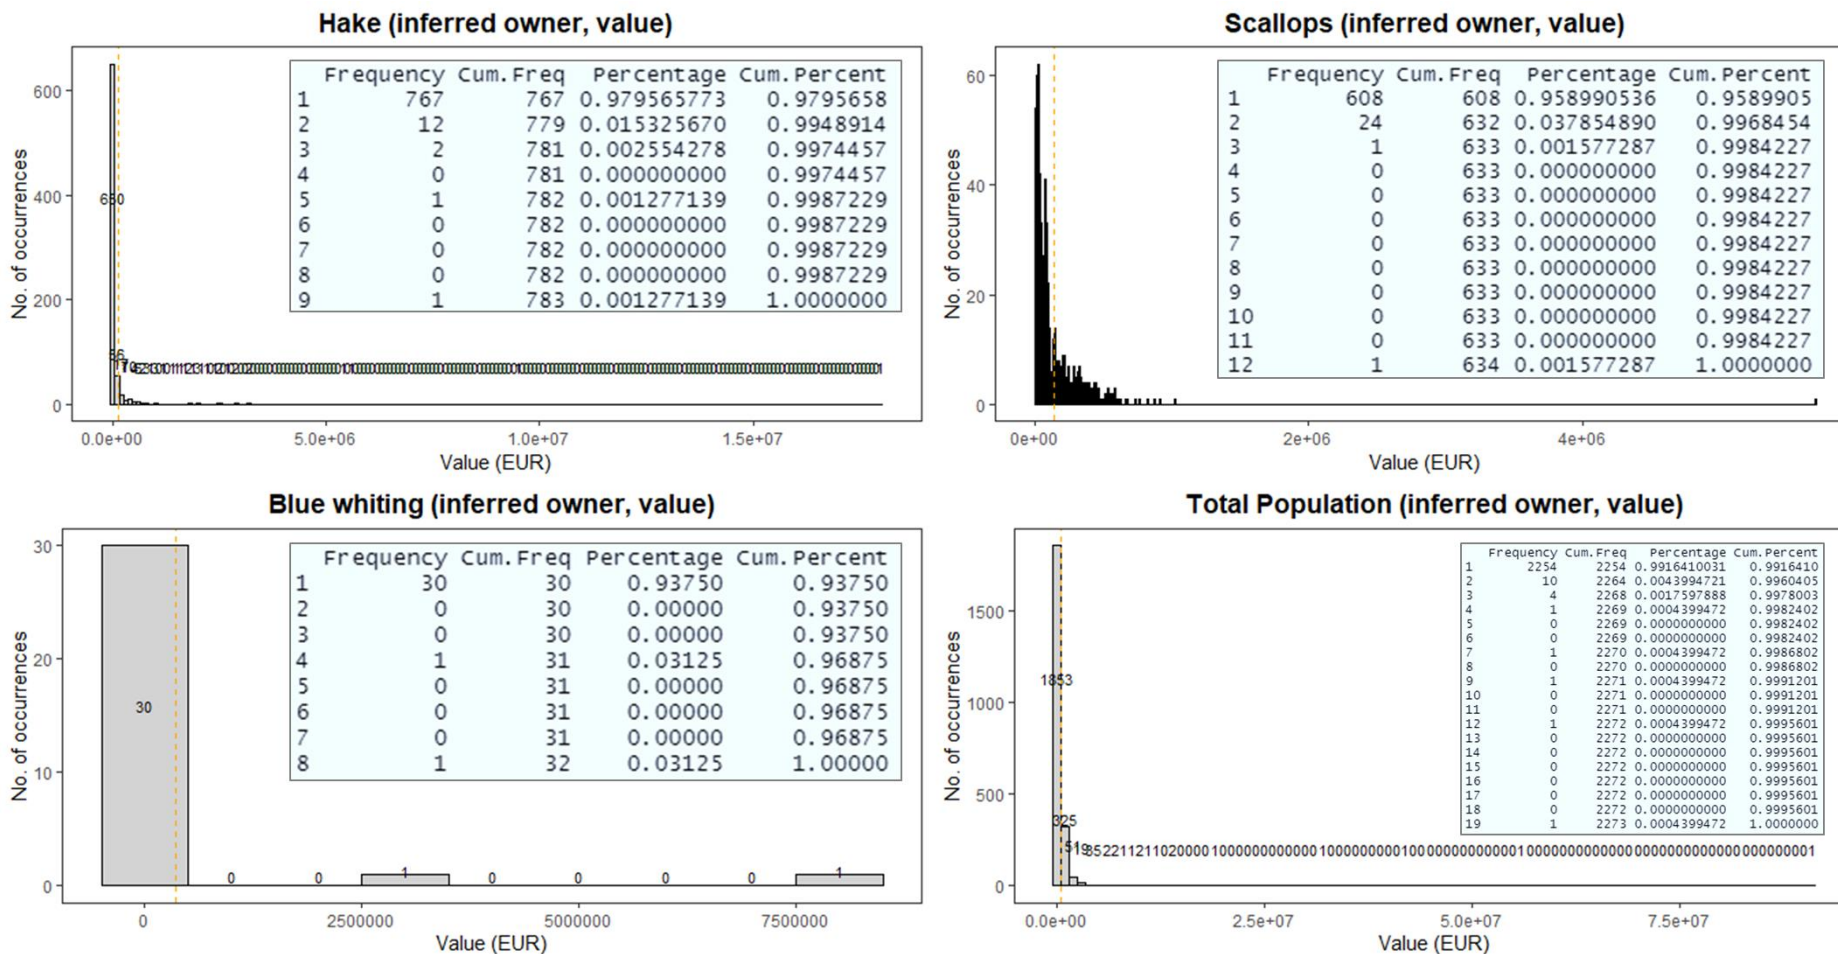 Hake (inferred owner, value)
Frequency Cum.Freq Percentage Cum.Percent
1 767 767 0.979565773 0.9795658
2 12 779 0.015325670 0.9948914
3 2 781 0.002554278 0.9974457
4 0 781 0.000000000 0.9974457
5 1 782 0.001277139 0.9987229
6 0 782 0.000000000 0.9987229
7 0 782 0.000000000 0.9987229
8 0 782 0.000000000 0.9987229
9 1 783 0.001277139 1.0000000
No. of occurrences
600
400
200
0
650
56
0.0e+00 5.0e+06 1.0e+07 1.5e+07
Value (EUR)
Scallops (inferred owner, value)
Frequency Cum.Freq Percentage Cum.Percent
1 608 608 0.958990536 0.9589905
2 24 632 0.037854890 0.9968454
3 1 633 0.001577287 0.9984227
4 0 633 0.000000000 0.9984227
5 0 633 0.000000000 0.9984227
6 0 633 0.000000000 0.9984227
7 0 633 0.000000000 0.9984227
8 0 633 0.000000000 0.9984227
9 0 633 0.000000000 0.9984227
10 0 633 0.000000000 0.9984227
11 0 633 0.000000000 0.9984227
12 1 634 0.001577287 1.0000000
No. of occurrences
60
40
20
0
0e+00 2e+06 4e+06
Value (EUR)
Blue whiting (inferred owner, value)
Frequency Cum.Freq Percentage Cum.Percent
1 30 30 0.93750 0.93750
2 0 30 0.00000 0.93750
3 0 30 0.00000 0.93750
4 1 31 0.03125 0.96875
5 0 31 0.00000 0.96875
6 0 31 0.00000 0.96875
7 0 31 0.00000 0.96875
8 1 32 0.03125 1.00000
No. of occurrences
30
20
10
0
30
0 0 1 0 0 0 0 1
0 2500000 5000000 7500000
Value (EUR)
Total Population (inferred owner, value)
Frequency Cum.Freq Percentage Cum.Percent
1 2254 2254 0.9916410031 0.9916410
2 10 2264 0.0043994721 0.9960405
3 4 2268 0.0017597888 0.9978003
4 1 2269 0.0004399472 0.9982402
5 0 2269 0.0000000000 0.9982402
6 0 2269 0.0000000000 0.9982402
7 1 2270 0.0004399472 0.9986802
8 0 2270 0.0000000000 0.9986802
9 1 2271 0.0004399472 0.9991201
10 0 2271 0.0000000000 0.9991201
11 0 2271 0.0000000000 0.9991201
12 1 2272 0.0004399472 0.9995601
13 0 2272 0.0000000000 0.9995601
14 0 2272 0.0000000000 0.9995601
15 0 2272 0.0000000000 0.9995601
16 0 2272 0.0000000000 0.9995601
17 0 2272 0.0000000000 0.9995601
18 0 2272 0.0000000000 0.9995601
19 1 2273 0.0004399472 1.0000000
No. of occurrences
1500
1000
500
0
1853
325
0.0e+00 2.5e+07 5.0e+07 7.5e+07
Value (EUR)